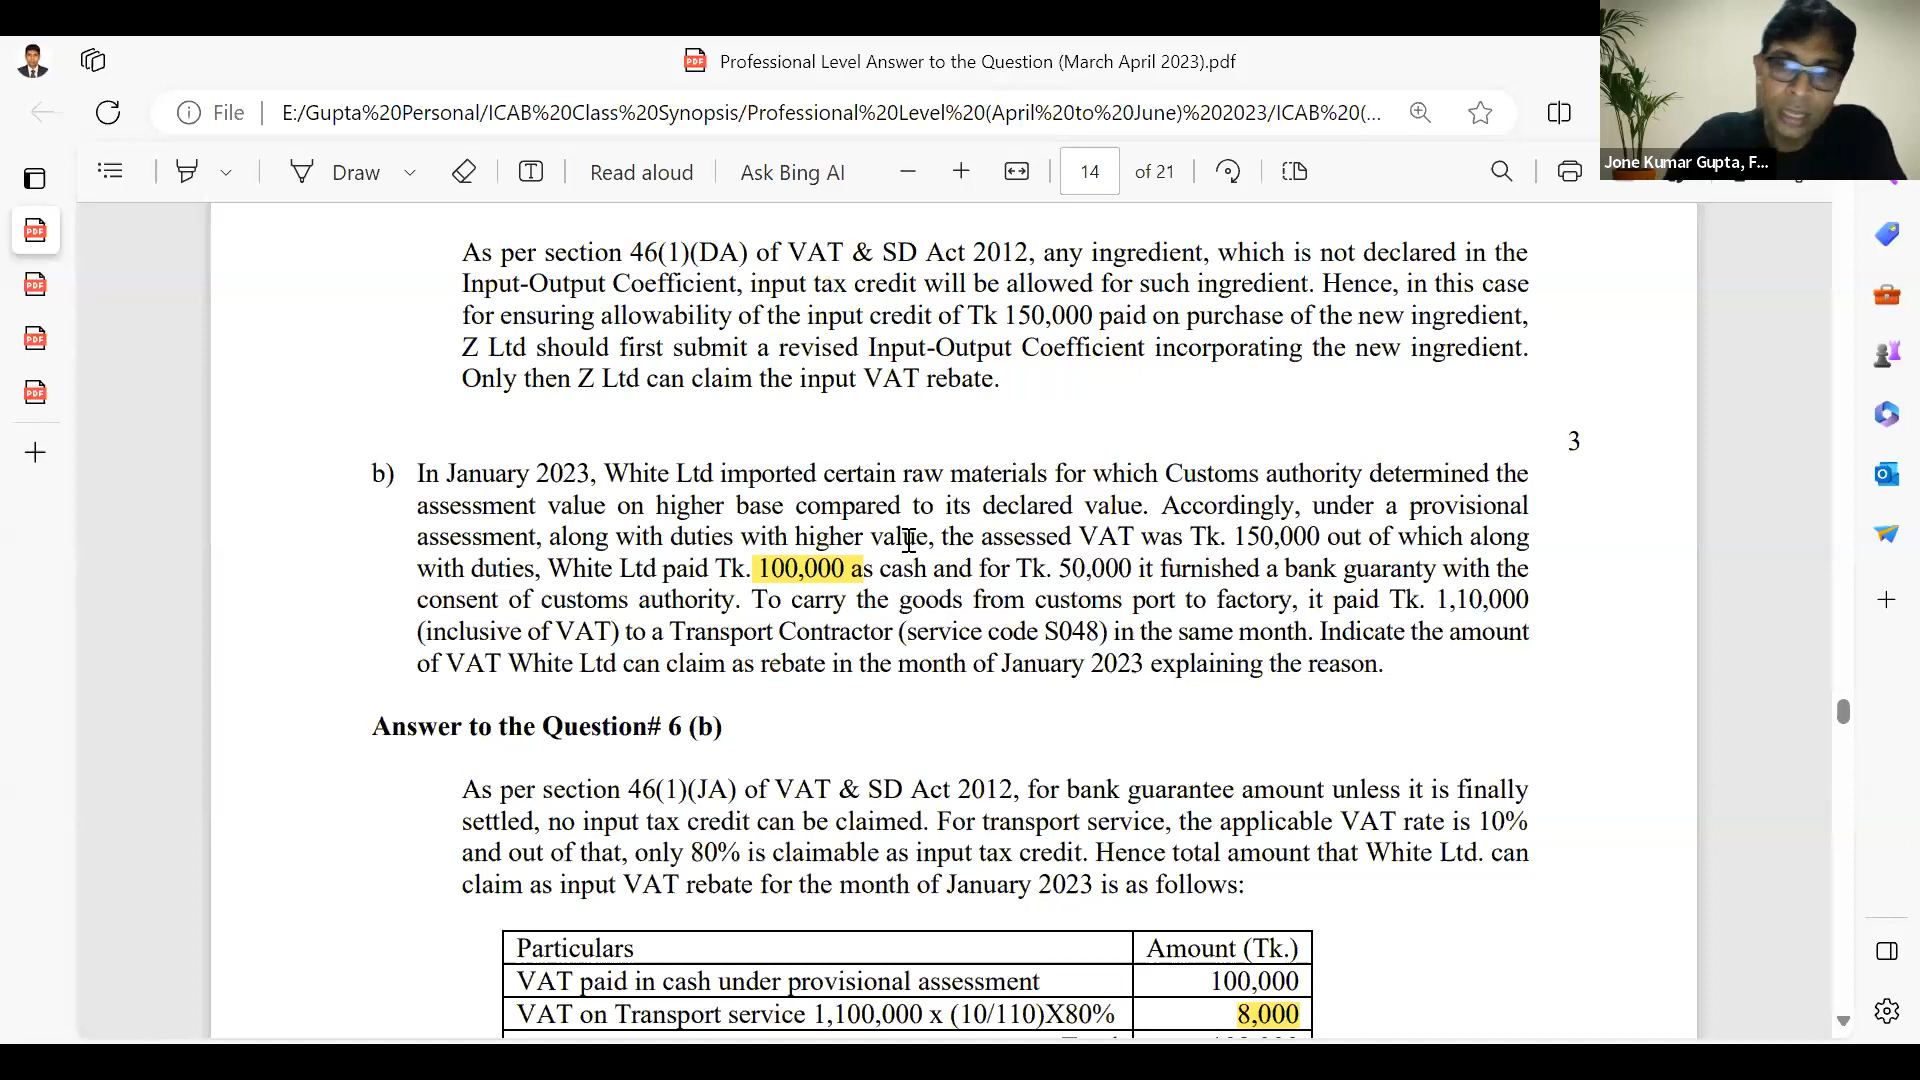 Professional Level Answer to the Question (March April 2023).pdf
File
E:/Gupta%20Personal/ICAB%20Class%20Synopsis/Professional%20Level%20(April%20to%20June)%202023/ICAB%20(...
Draw
Read aloud
Ask Bing AI
14
of 21
Jone Kumar Gupta, F...
As per section 46(1)(DA) of VAT & SD Act 2012, any ingredient, which is not declared in the
Input-Output Coefficient, input tax credit will be allowed for such ingredient. Hence, in this case
for ensuring allowability of the input credit of Tk 150,000 paid on purchase of the new ingredient,
Z Ltd should first submit a revised Input-Output Coefficient incorporating the new ingredient.
Only then Z Ltd can claim the input VAT rebate.
3
b) In January 2023, White Ltd imported certain raw materials for which Customs authority determined the
assessment value on higher base compared to its declared value. Accordingly, under a provisional
assessment, along with duties with higher value, the assessed VAT was Tk. 150,000 out of which along
with duties, White Ltd paid Tk. 100,000 as cash and for Tk. 50,000 it furnished a bank guaranty with the
consent of customs authority. To carry the goods from customs port to factory, it paid Tk. 1,10,000
(inclusive of VAT) to a Transport Contractor (service code S048) in the same month. Indicate the amount
of VAT White Ltd can claim as rebate in the month of January 2023 explaining the reason.
Answer to the Question# 6 (b)
As per section 46(1)(JA) of VAT & SD Act 2012, for bank guarantee amount unless it is finally
settled, no input tax credit can be claimed. For transport service, the applicable VAT rate is 10%
and out of that, only 80% is claimable as input tax credit. Hence total amount that White Ltd. can
claim as input VAT rebate for the month of January 2023 is as follows:
Particulars Amount (Tk.)
VAT paid in cash under provisional assessment 100,000
VAT on Transport service 1,100,000 x (10/110)X80% 8,000